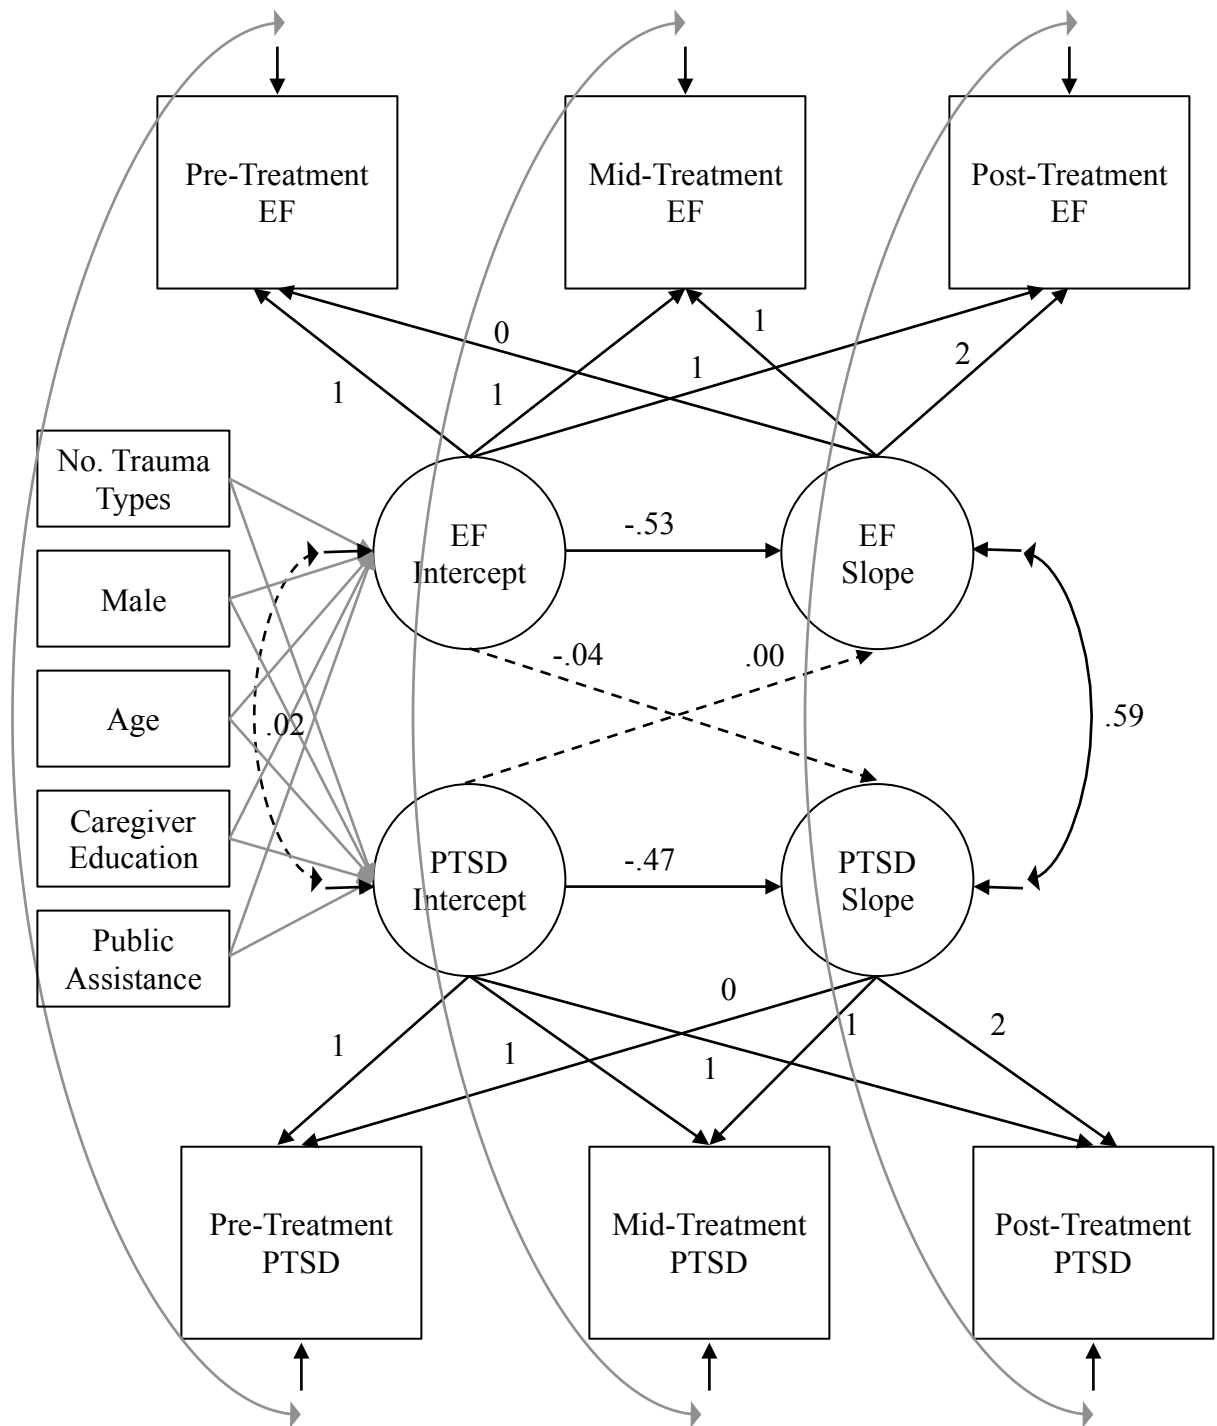 Pre-Treatment
EF
Mid-Treatment
EF
Post-Treatment
EF
0
1
1
1
1
2
No. Trauma
Types
Male
Age
Caregiver
Education
Public
Assistance
EF
Intercept
-.53
EF
Slope
-.04
.00
.02
.59
PTSD
Intercept
-.47
PTSD
Slope
0
1
1
1
1
2
Pre-Treatment
PTSD
Mid-Treatment
PTSD
Post-Treatment
PTSD